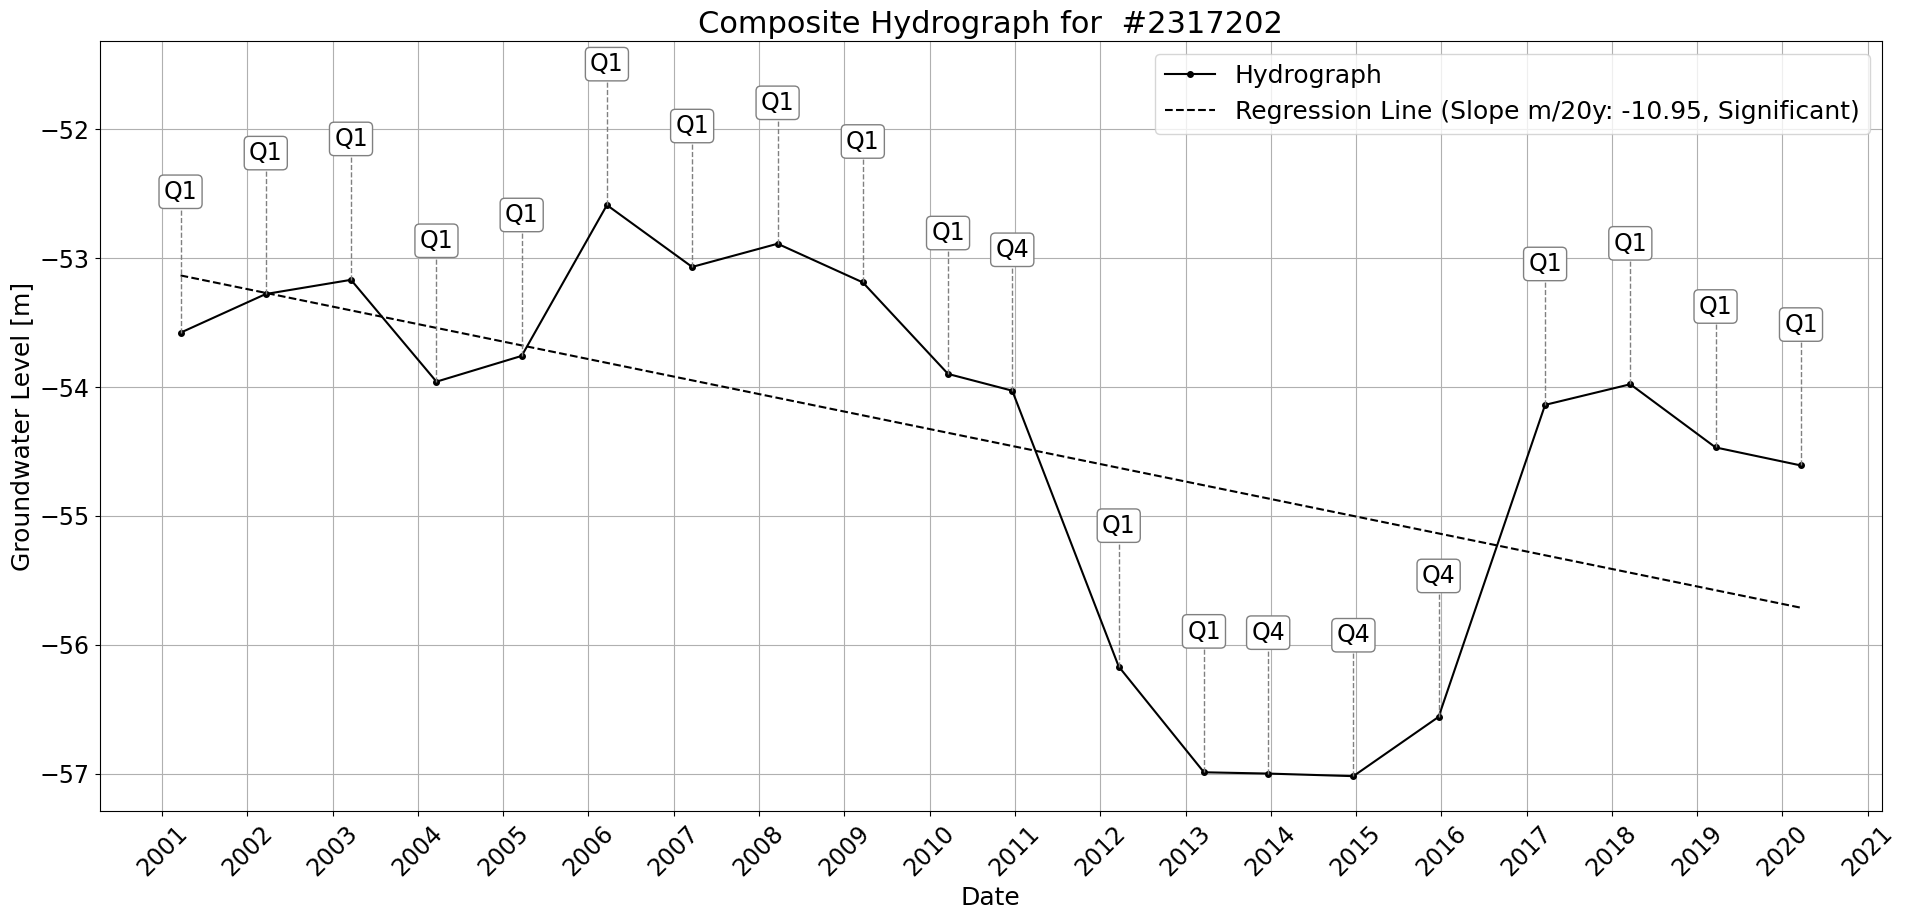 Composite Hydrograph for #2317202
Hydrograph
Regression Line (Slope m/20y: -10.95, Significant)
Q1
Q1
Q1
Q1
Q1
Q1
Q1
Q1
Q1
Q1
Q4
Q1
Q1
Q4
Q4
Q4
Q1
Q1
Q1
Q1
Groundwater Level [m]
−52
−53
−54
−55
−56
−57
2001
2002
2003
2004
2005
2006
2007
2008
2009
2010
2011
2012
2013
2014
2015
2016
2017
2018
2019
2020
2021
Date